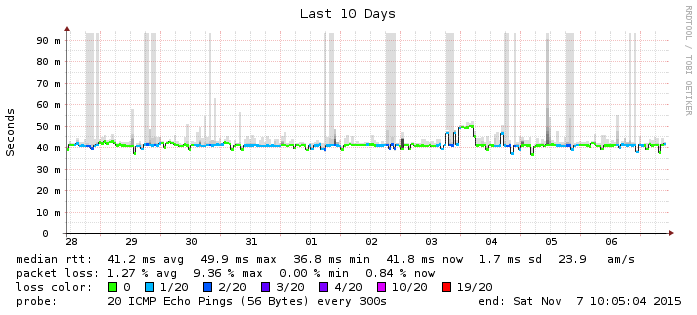 Last 10 Days
RRDTOOL / TOBI OETIKER
Seconds
90 m
80 m
70 m
60 m
50 m
40 m
30 m
20 m
10 m
0
28 29 30 31 01 02 03 04 05 06
median rtt: 41.2 ms avg 49.9 ms max 36.8 ms min 41.8 ms now 1.7 ms sd 23.9 am/s
packet loss: 1.27 % avg 9.36 % max 0.00 % min 0.84 % now
loss color: 0 1/20 2/20 3/20 4/20 10/20 19/20
probe: 20 ICMP Echo Pings (56 Bytes) every 300s end: Sat Nov 7 10:05:04 2015